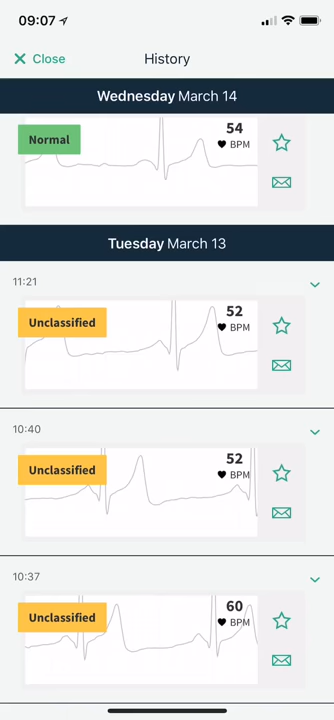 09:07
Close
History
Wednesday March 14
Normal
54
BPM
Tuesday March 13
11:21
Unclassified
52
BPM
10:40
Unclassified
52
BPM
10:37
Unclassified
60
BPM